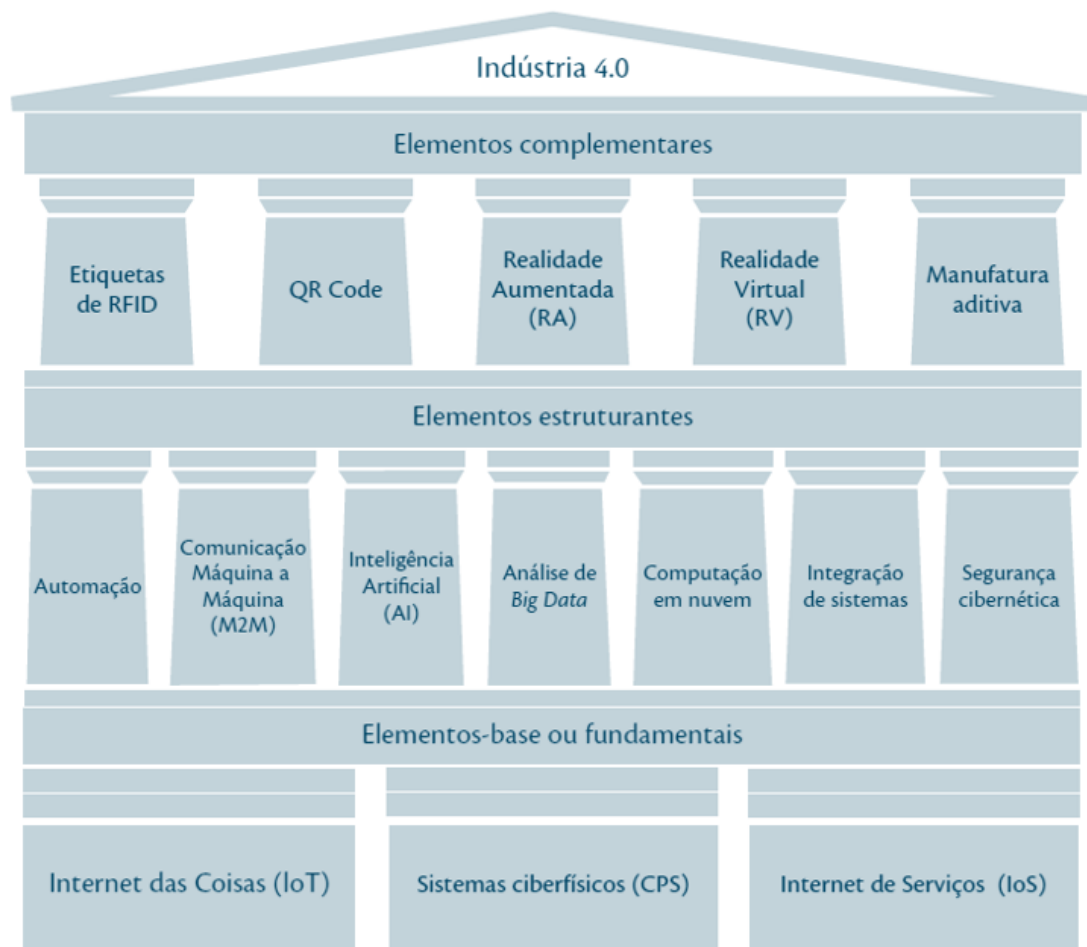 Indústria 4.0
Elementos complementares
Etiquetas
de RFID
QR Code
Realidade
Aumentada
(RA)
Realidade
Virtual
(RV)
Manufatura
aditiva
Elementos estruturantes
Automação
Comunicação
Máquina a
Máquina
(M2M)
Inteligência
Artificial
(AI)
Análise de
Big Data
Computação
em nuvem
Integração
de sistemas
Segurança
cibernética
Elementos-base ou fundamentais
Internet das Coisas (loT)
Sistemas ciberfísicos (CPS)
Internet de Serviços (IoS)